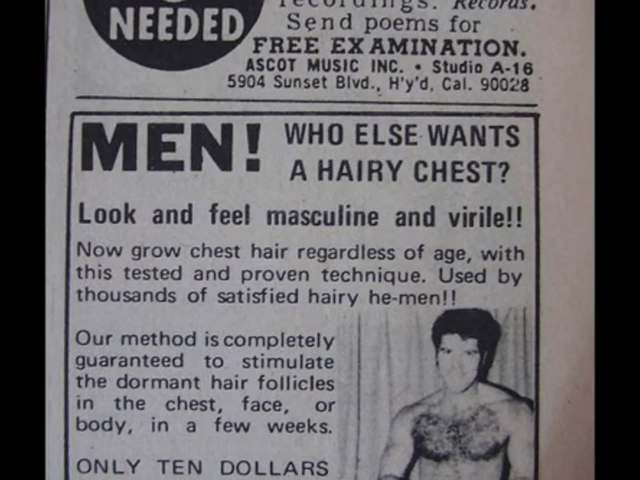 NEEDED
recordings. Records.
Send poems for
FREE EXAMINATION.
ASCOT MUSIC INC. • Studio A-16
5904 Sunset Blvd., H'y'd, Cal. 90028
MEN! WHO ELSE WANTS
A HAIRY CHEST?
Look and feel masculine and virile!!
Now grow chest hair regardless of age, with
this tested and proven technique. Used by
thousands of satisfied hairy he-men!!
Our method is completely
guaranteed to stimulate
the dormant hair follicles
in the chest, face, or
body, in a few weeks.
ONLY TEN DOLLARS